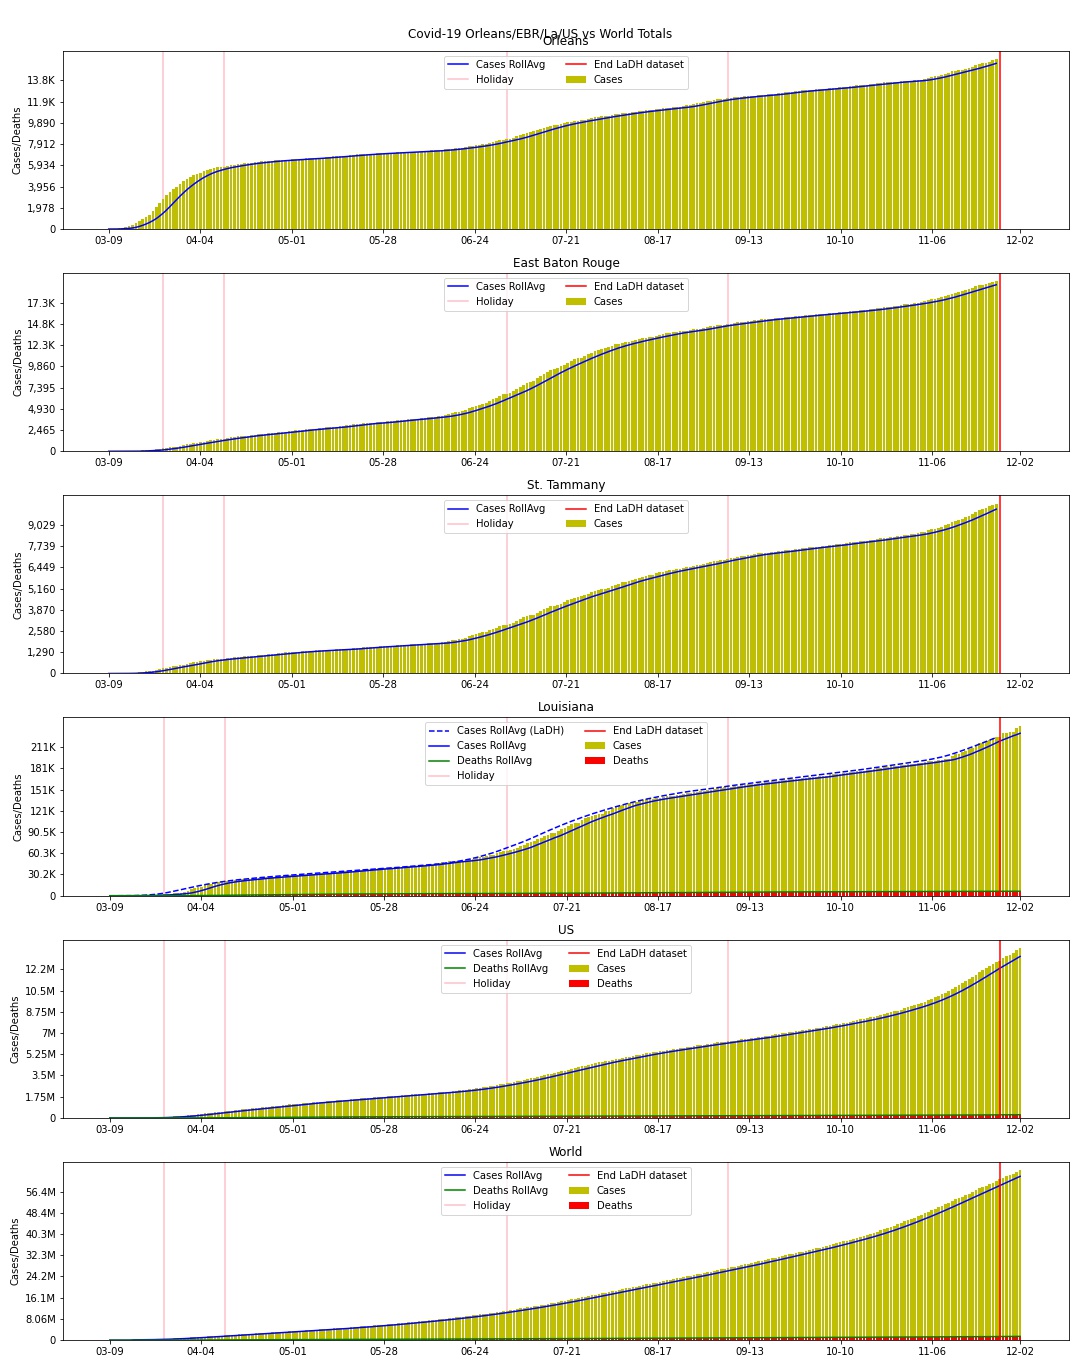 Covid-19 Orleans/EBR/La/US vs World Totals
Orleans
Cases RollAvg End LaDH dataset
Holiday Cases
Cases/Deaths
13.8K
11.9K
9,890
7,912
5,934
3,956
1,978
0
03-09 04-04 05-01 05-28 06-24 07-21 08-17 09-13 10-10 11-06 12-02
East Baton Rouge
Cases RollAvg End LaDH dataset
Holiday Cases
Cases/Deaths
17.3K
14.8K
12.3K
9,860
7,395
4,930
2,465
0
03-09 04-04 05-01 05-28 06-24 07-21 08-17 09-13 10-10 11-06 12-02
St. Tammany
Cases RollAvg End LaDH dataset
Holiday Cases
Cases/Deaths
9,029
7,739
6,449
5,160
3,870
2,580
1,290
0
03-09 04-04 05-01 05-28 06-24 07-21 08-17 09-13 10-10 11-06 12-02
Louisiana
Cases RollAvg (LaDH) End LaDH dataset
Cases RollAvg Cases
Deaths RollAvg Deaths
Holiday
Cases/Deaths
211K
181K
151K
121K
90.5K
60.3K
30.2K
0
03-09 04-04 05-01 05-28 06-24 07-21 08-17 09-13 10-10 11-06 12-02
US
Cases RollAvg End LaDH dataset
Deaths RollAvg Cases
Holiday Deaths
Cases/Deaths
12.2M
10.5M
8.75M
7M
5.25M
3.5M
1.75M
0
03-09 04-04 05-01 05-28 06-24 07-21 08-17 09-13 10-10 11-06 12-02
World
Cases RollAvg End LaDH dataset
Deaths RollAvg Cases
Holiday Deaths
Cases/Deaths
56.4M
48.4M
40.3M
32.3M
24.2M
16.1M
8.06M
0
03-09 04-04 05-01 05-28 06-24 07-21 08-17 09-13 10-10 11-06 12-02